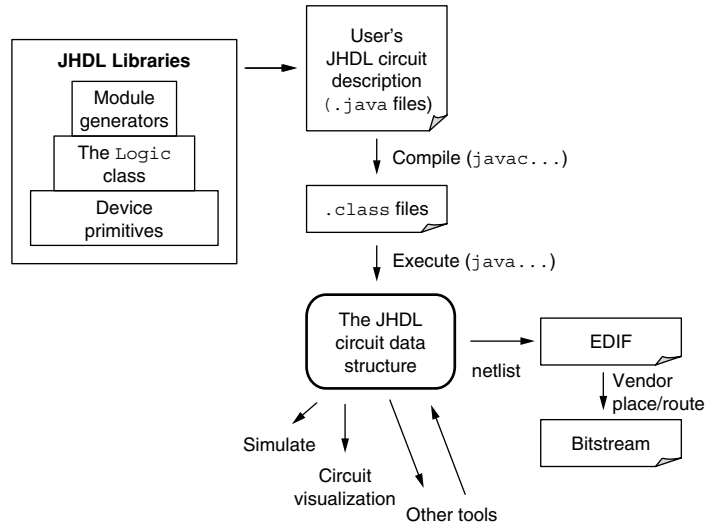 JHDL Libraries
Module
generators
The Logic
class
Device
primitives
User's
JHDL circuit
description
(.java files)
Compile (javac...)
.class files
Execute (java...)
The JHDL
circuit data
structure
netlist
EDIF
Vendor
place/route
Bitstream
Simulate
Circuit
visualization
Other tools